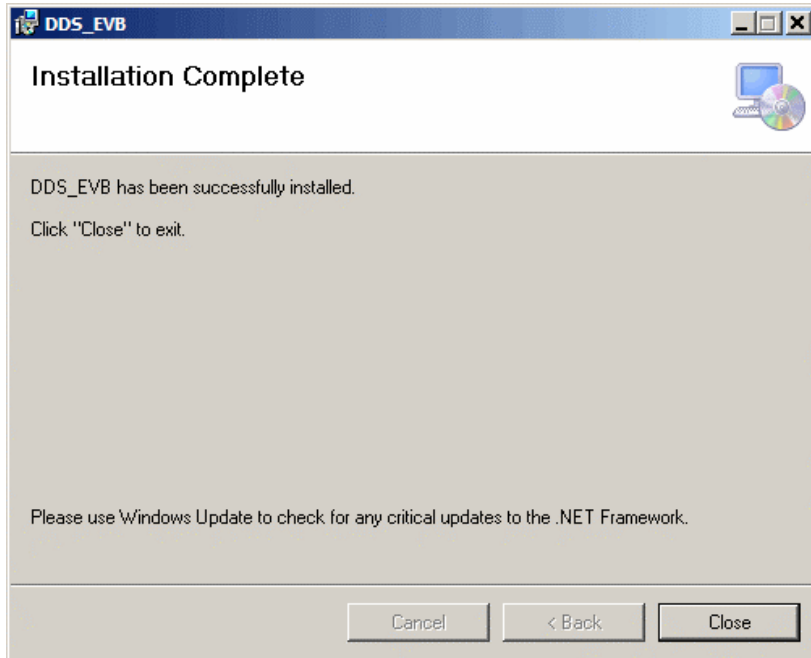 DDS_EVB
Installation Complete
DDS_EVB has been successfully installed.
Click "Close" to exit.
Please use Windows Update to check for any critical updates to the .NET Framework.
Cancel
< Back
Close